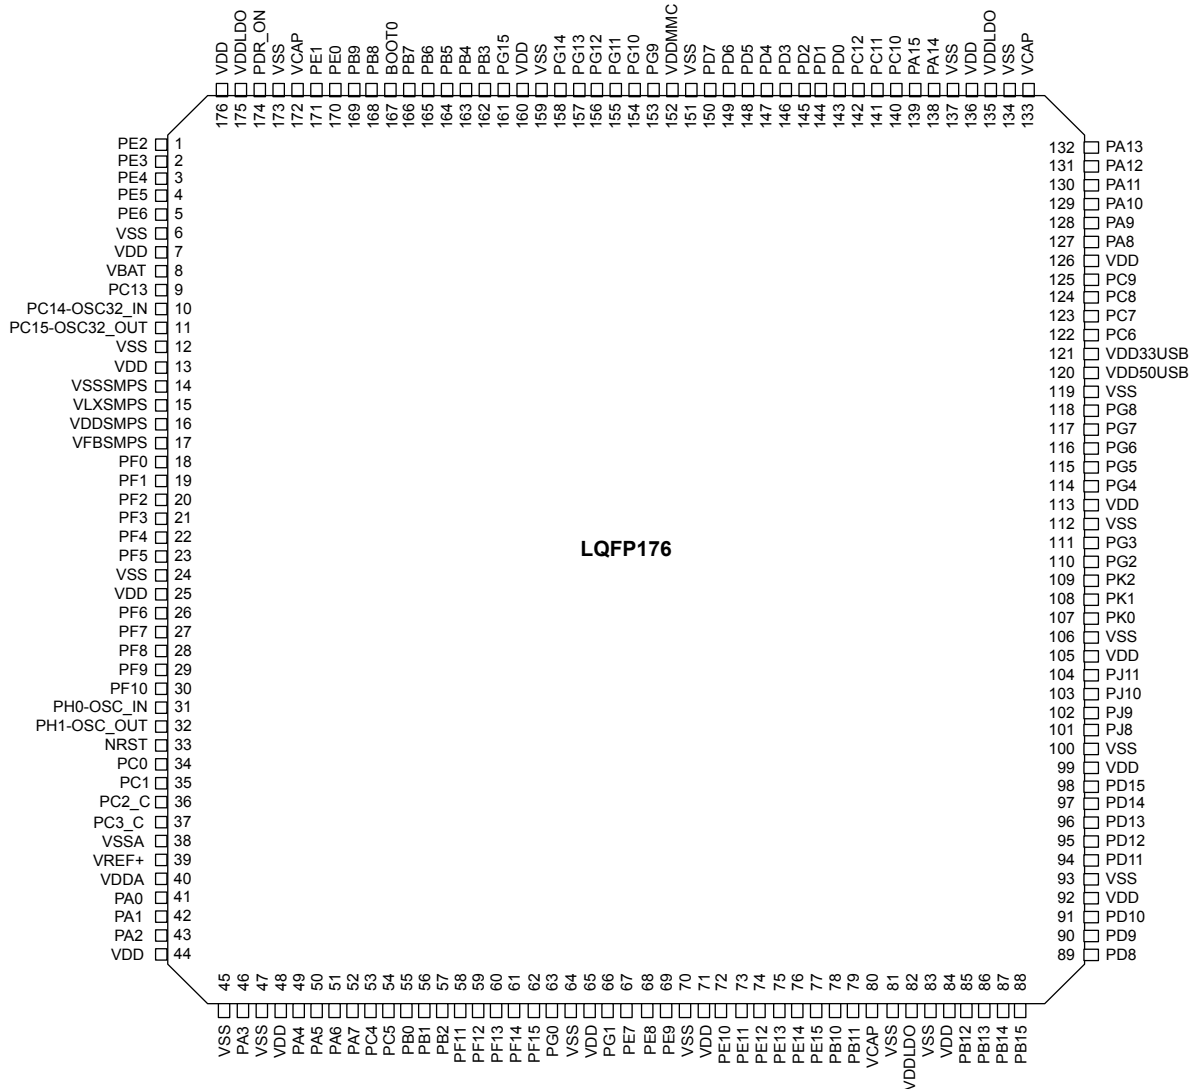 VDD
VDDLDO
PDR_ON
VSS
VCAP
PE1
PE0
PB9
PB8
BOOT0
PB7
PB6
PB5
PB4
PB3
PG15
VDD
VSS
PG14
PG13
PG12
PG11
PG10
PG9
VDDMMC
VSS
PD7
PD6
PD5
PD4
PD3
PD2
PD1
PD0
PC12
PC11
PC10
PA15
PA14
VSS
VDD
VDDLDO
VSS
VCAP
176
175
174
173
172
171
170
169
168
167
166
165
164
163
162
161
160
159
158
157
156
155
154
153
152
151
150
149
148
147
146
145
144
143
142
141
140
139
138
137
136
135
134
133
PE2 1
PE3 2
PE4 3
PE5 4
PE6 5
VSS 6
VDD 7
VBAT 8
PC13 9
PC14-OSC32_IN 10
PC15-OSC32_OUT 11
VSS 12
VDD 13
VSSSMPS 14
VLXSMPS 15
VDDSMPS 16
VFBSMPS 17
PF0 18
PF1 19
PF2 20
PF3 21
PF4 22
PF5 23
VSS 24
VDD 25
PF6 26
PF7 27
PF8 28
PF9 29
PF10 30
PH0-OSC_IN 31
PH1-OSC_OUT 32
NRST 33
PC0 34
PC1 35
PC2_C 36
PC3_C 37
VSSA 38
VREF+ 39
VDDA 40
PA0 41
PA1 42
PA2 43
VDD 44
LQFP176
132 PA13
131 PA12
130 PA11
129 PA10
128 PA9
127 PA8
126 VDD
125 PC9
124 PC8
123 PC7
122 PC6
121 VDD33USB
120 VDD50USB
119 VSS
118 PG8
117 PG7
116 PG6
115 PG5
114 PG4
113 VDD
112 VSS
111 PG3
110 PG2
109 PK2
108 PK1
107 PK0
106 VSS
105 VDD
104 PJ11
103 PJ10
102 PJ9
101 PJ8
100 VSS
99 VDD
98 PD15
97 PD14
96 PD13
95 PD12
94 PD11
93 VSS
92 VDD
91 PD10
90 PD9
89 PD8
45
46
47
48
49
50
51
52
53
54
55
56
57
58
59
60
61
62
63
64
65
66
67
68
69
70
71
72
73
74
75
76
77
78
79
80
81
82
83
84
85
86
87
88
VSS
PA3
VSS
VDD
PA4
PA5
PA6
PA7
PC4
PC5
PB0
PB1
PB2
PF11
PF12
PF13
PF14
PF15
PG0
VSS
VDD
PG1
PE7
PE8
PE9
VSS
VDD
PE10
PE11
PE12
PE13
PE14
PE15
PB10
PB11
VCAP
VSS
VDDLDO
VSS
VDD
PB12
PB13
PB14
PB15